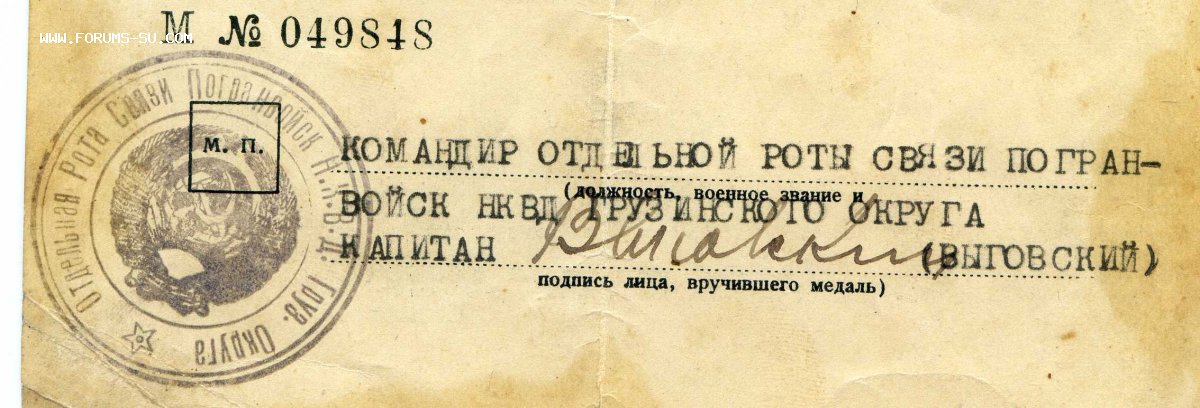 М № 049848
WWW.FORUMS-SU.COM
Отдельная Рота Связи Погранвойск Н.К.В.Д. Груз. Округа
М. П.
КОМАНДИР ОТДЕЛЬНОЙ РОТЫ СВЯЗИ ПОГРАН-
(должность, военное звание и
ВОЙСК НКВД ГРУЗИНСКОГО ОКРУГА
КАПИТАН Выговский (ВЫГОВСКИЙ)
подпись лица, вручившего медаль)